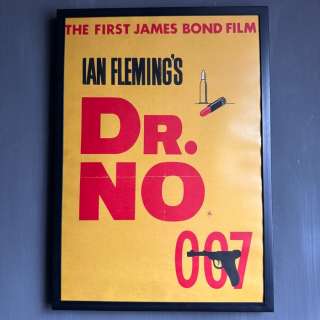 THE FIRST JAMES BOND FILM
IAN FLEMING'S
DR.
NO
007